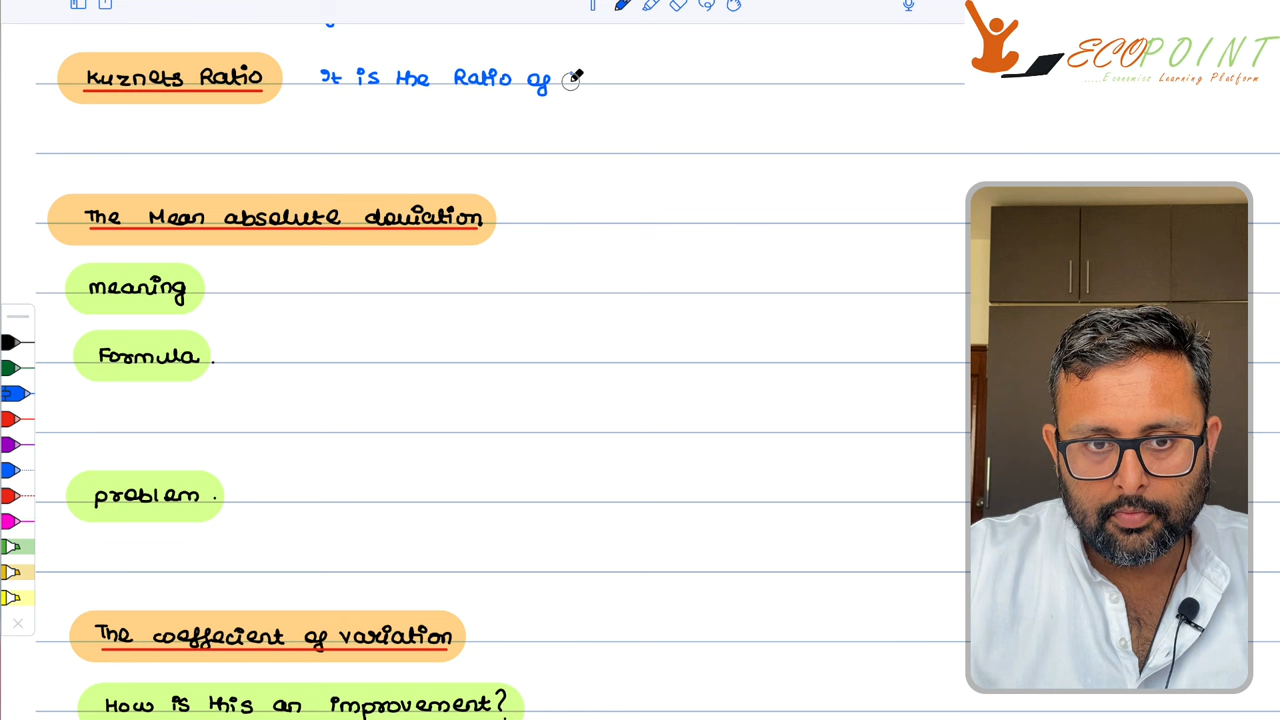 ECOPOINT
.....Economics Learning Platform
Kuznets Ratio It is the Ratio of
The Mean absolute deviation
meaning
Formula.
problem.
The coeffecient of variation
How is this an improvement?